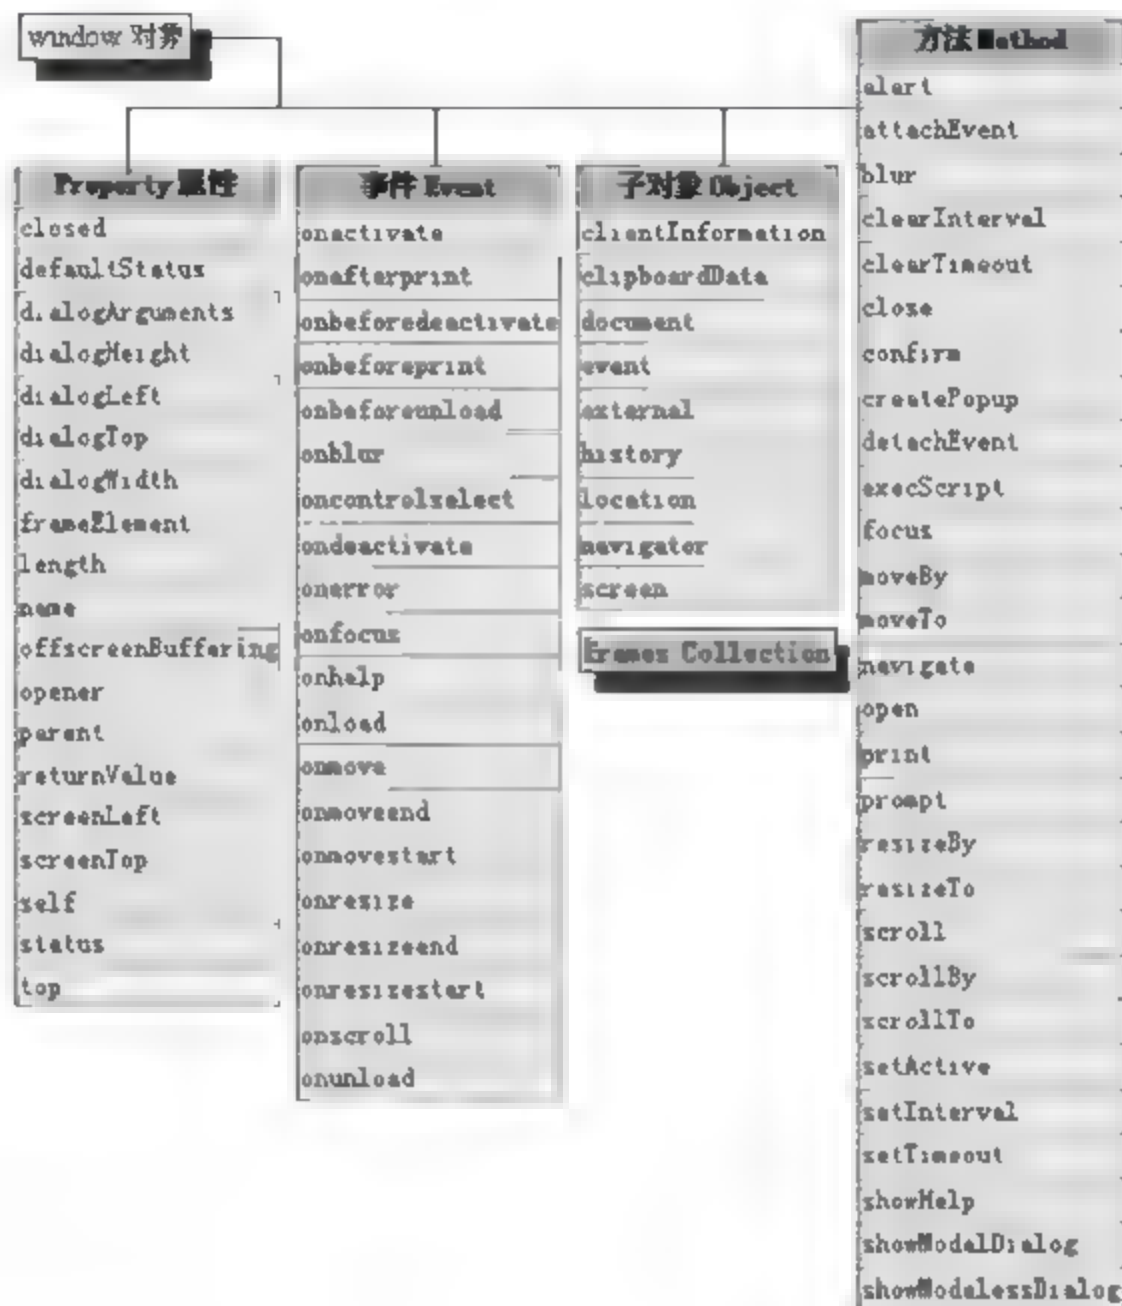 window 对象
Property 属性
closed
defaultStatus
dialogArguments
dialogHeight
dialogLeft
dialogTop
dialogWidth
frameElement
length
name
offscreenBuffering
opener
parent
returnValue
screenLeft
screenTop
self
status
top
事件 Event
onactivate
onafterprint
onbeforedeactivate
onbeforeprint
onbeforeunload
onblur
oncontrolselect
ondeactivate
onerror
onfocus
onhelp
onload
onmove
onmoveend
onmovestart
onresize
onresizeend
onresizestart
onscroll
onunload
子对象 Object
clientInformation
clipboardData
document
event
external
history
location
navigator
screen
frames Collection
方法 Method
alert
attachEvent
blur
clearInterval
clearTimeout
close
confirm
createPopup
detachEvent
execScript
focus
moveBy
moveTo
navigate
open
print
prompt
resizeBy
resizeTo
scroll
scrollBy
scrollTo
setActive
setInterval
setTimeout
showHelp
showModalDialog
showModelessDialog